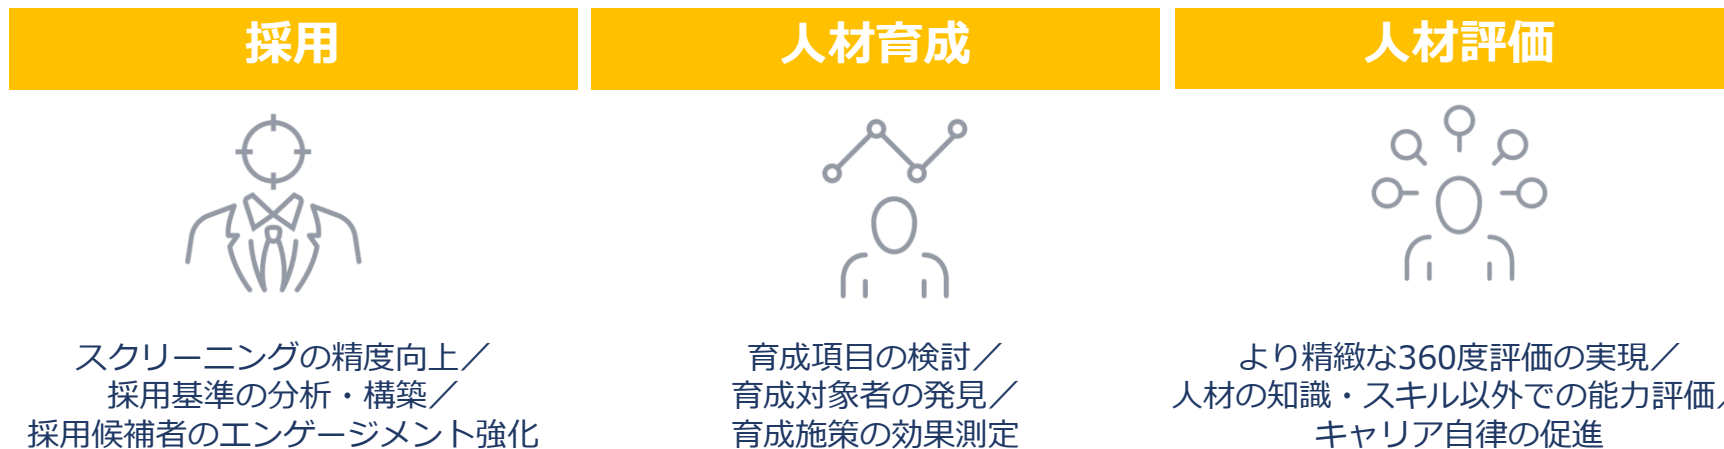 採用
スクリーニングの精度向上／
採用基準の分析・構築／
採用候補者のエンゲージメント強化
人材育成
育成項目の検討／
育成対象者の発見／
育成施策の効果測定
人材評価
より精緻な360度評価の実現／
人材の知識・スキル以外での能力評価／
キャリア自律の促進